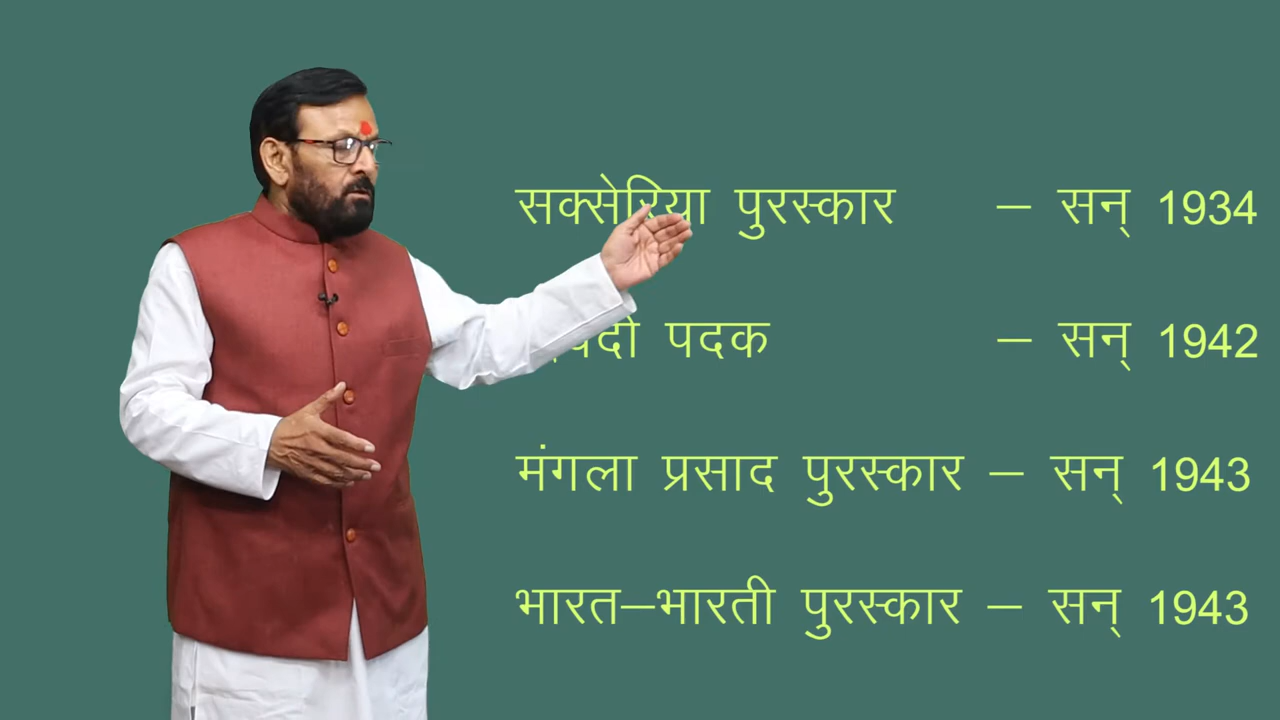 सक्सेरिया पुरस्कार – सन् 1934
पदक – सन् 1942
मंगला प्रसाद पुरस्कार – सन् 1943
भारत–भारती पुरस्कार – सन् 1943